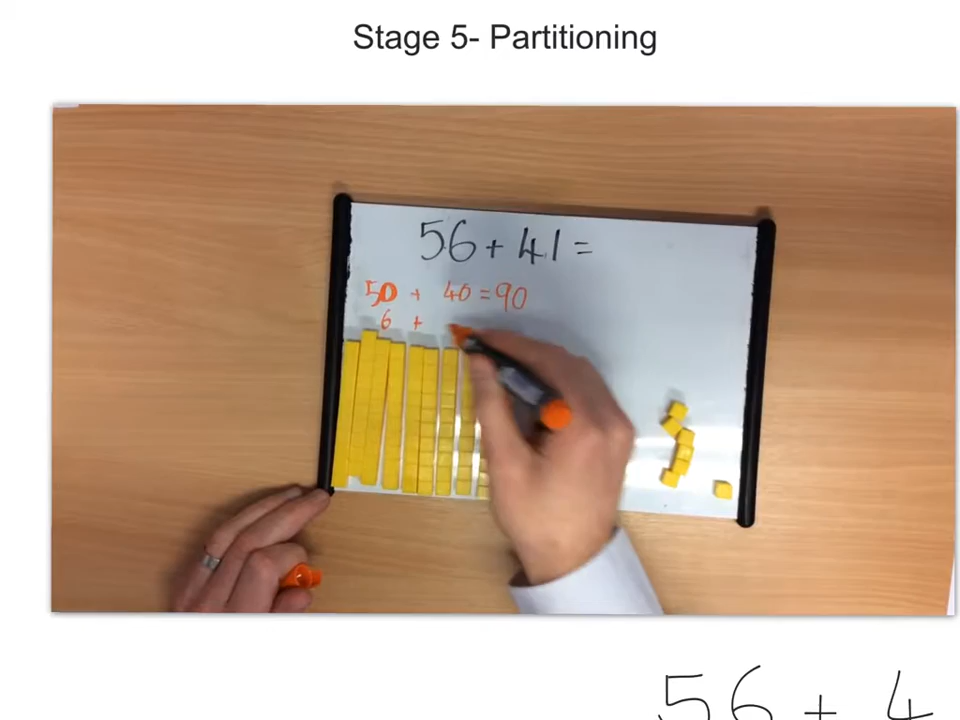 Stage 5- Partitioning
56+41=
50 + 40=90
6 +
56+ 4